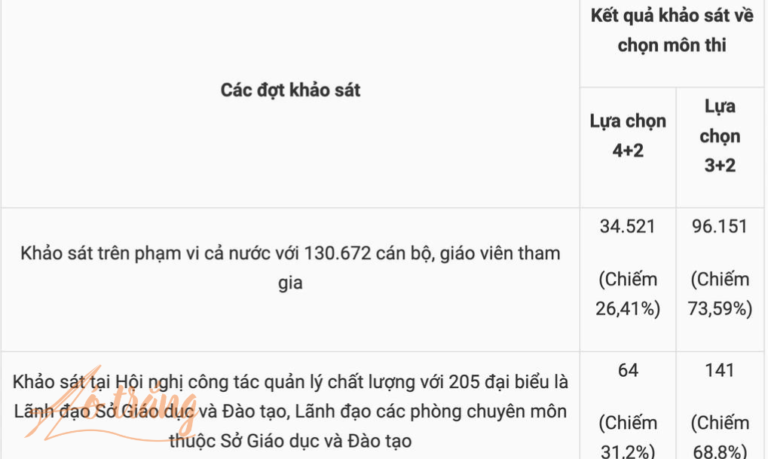 Kết quả khảo sát về
chọn môn thi
Các đợt khảo sát
Lựa chọn
4+2
Lựa
chọn
3+2
Khảo sát trên phạm vi cả nước với 130.672 cán bộ, giáo viên tham
gia
34.521
(Chiếm
26,41%)
96.151
(Chiếm
73,59%)
Khảo sát tại Hội nghị công tác quản lý chất lượng với 205 đại biểu là
Lãnh đạo Sở Giáo dục và Đào tạo, Lãnh đạo các phòng chuyên môn
thuộc Sở Giáo dục và Đào tạo
64
(Chiếm
31,2%)
141
(Chiếm
68,8%)
Áo trắng